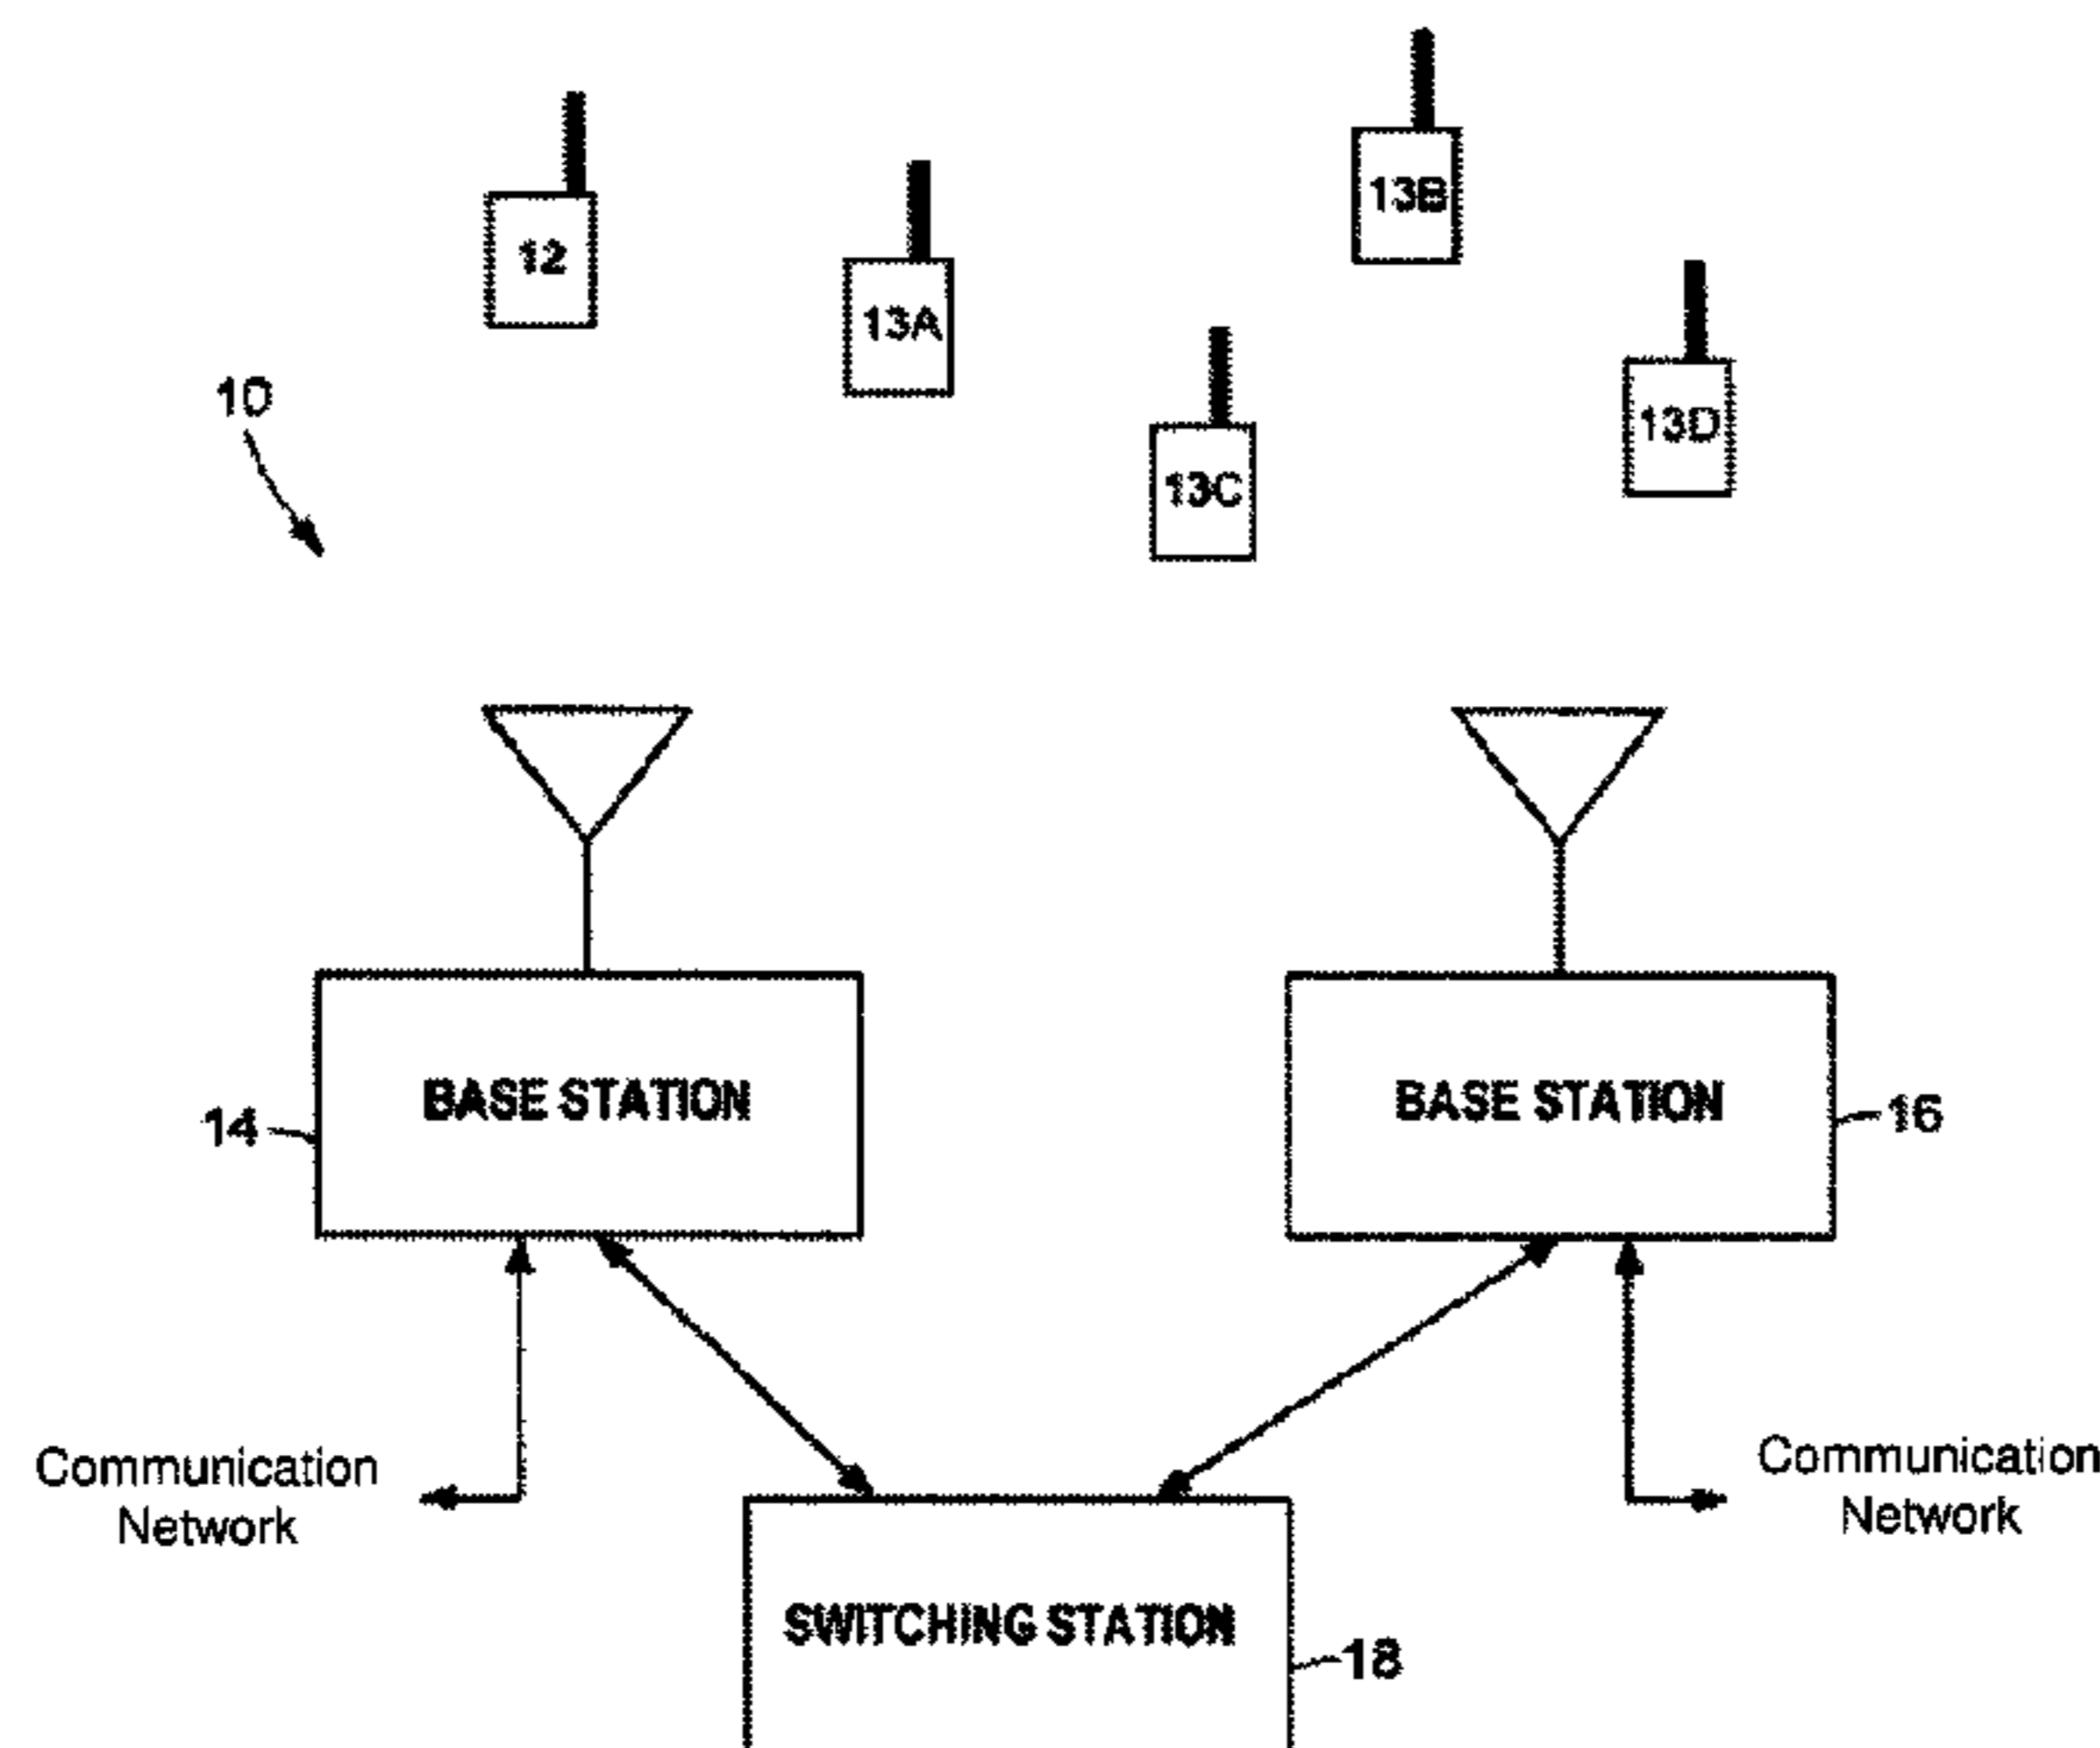 13B
12
13A
10
13D
13C
BASE STATION
BASE STATION
14
16
Communication
Network
Communication
Network
SWITCHING STATION
18